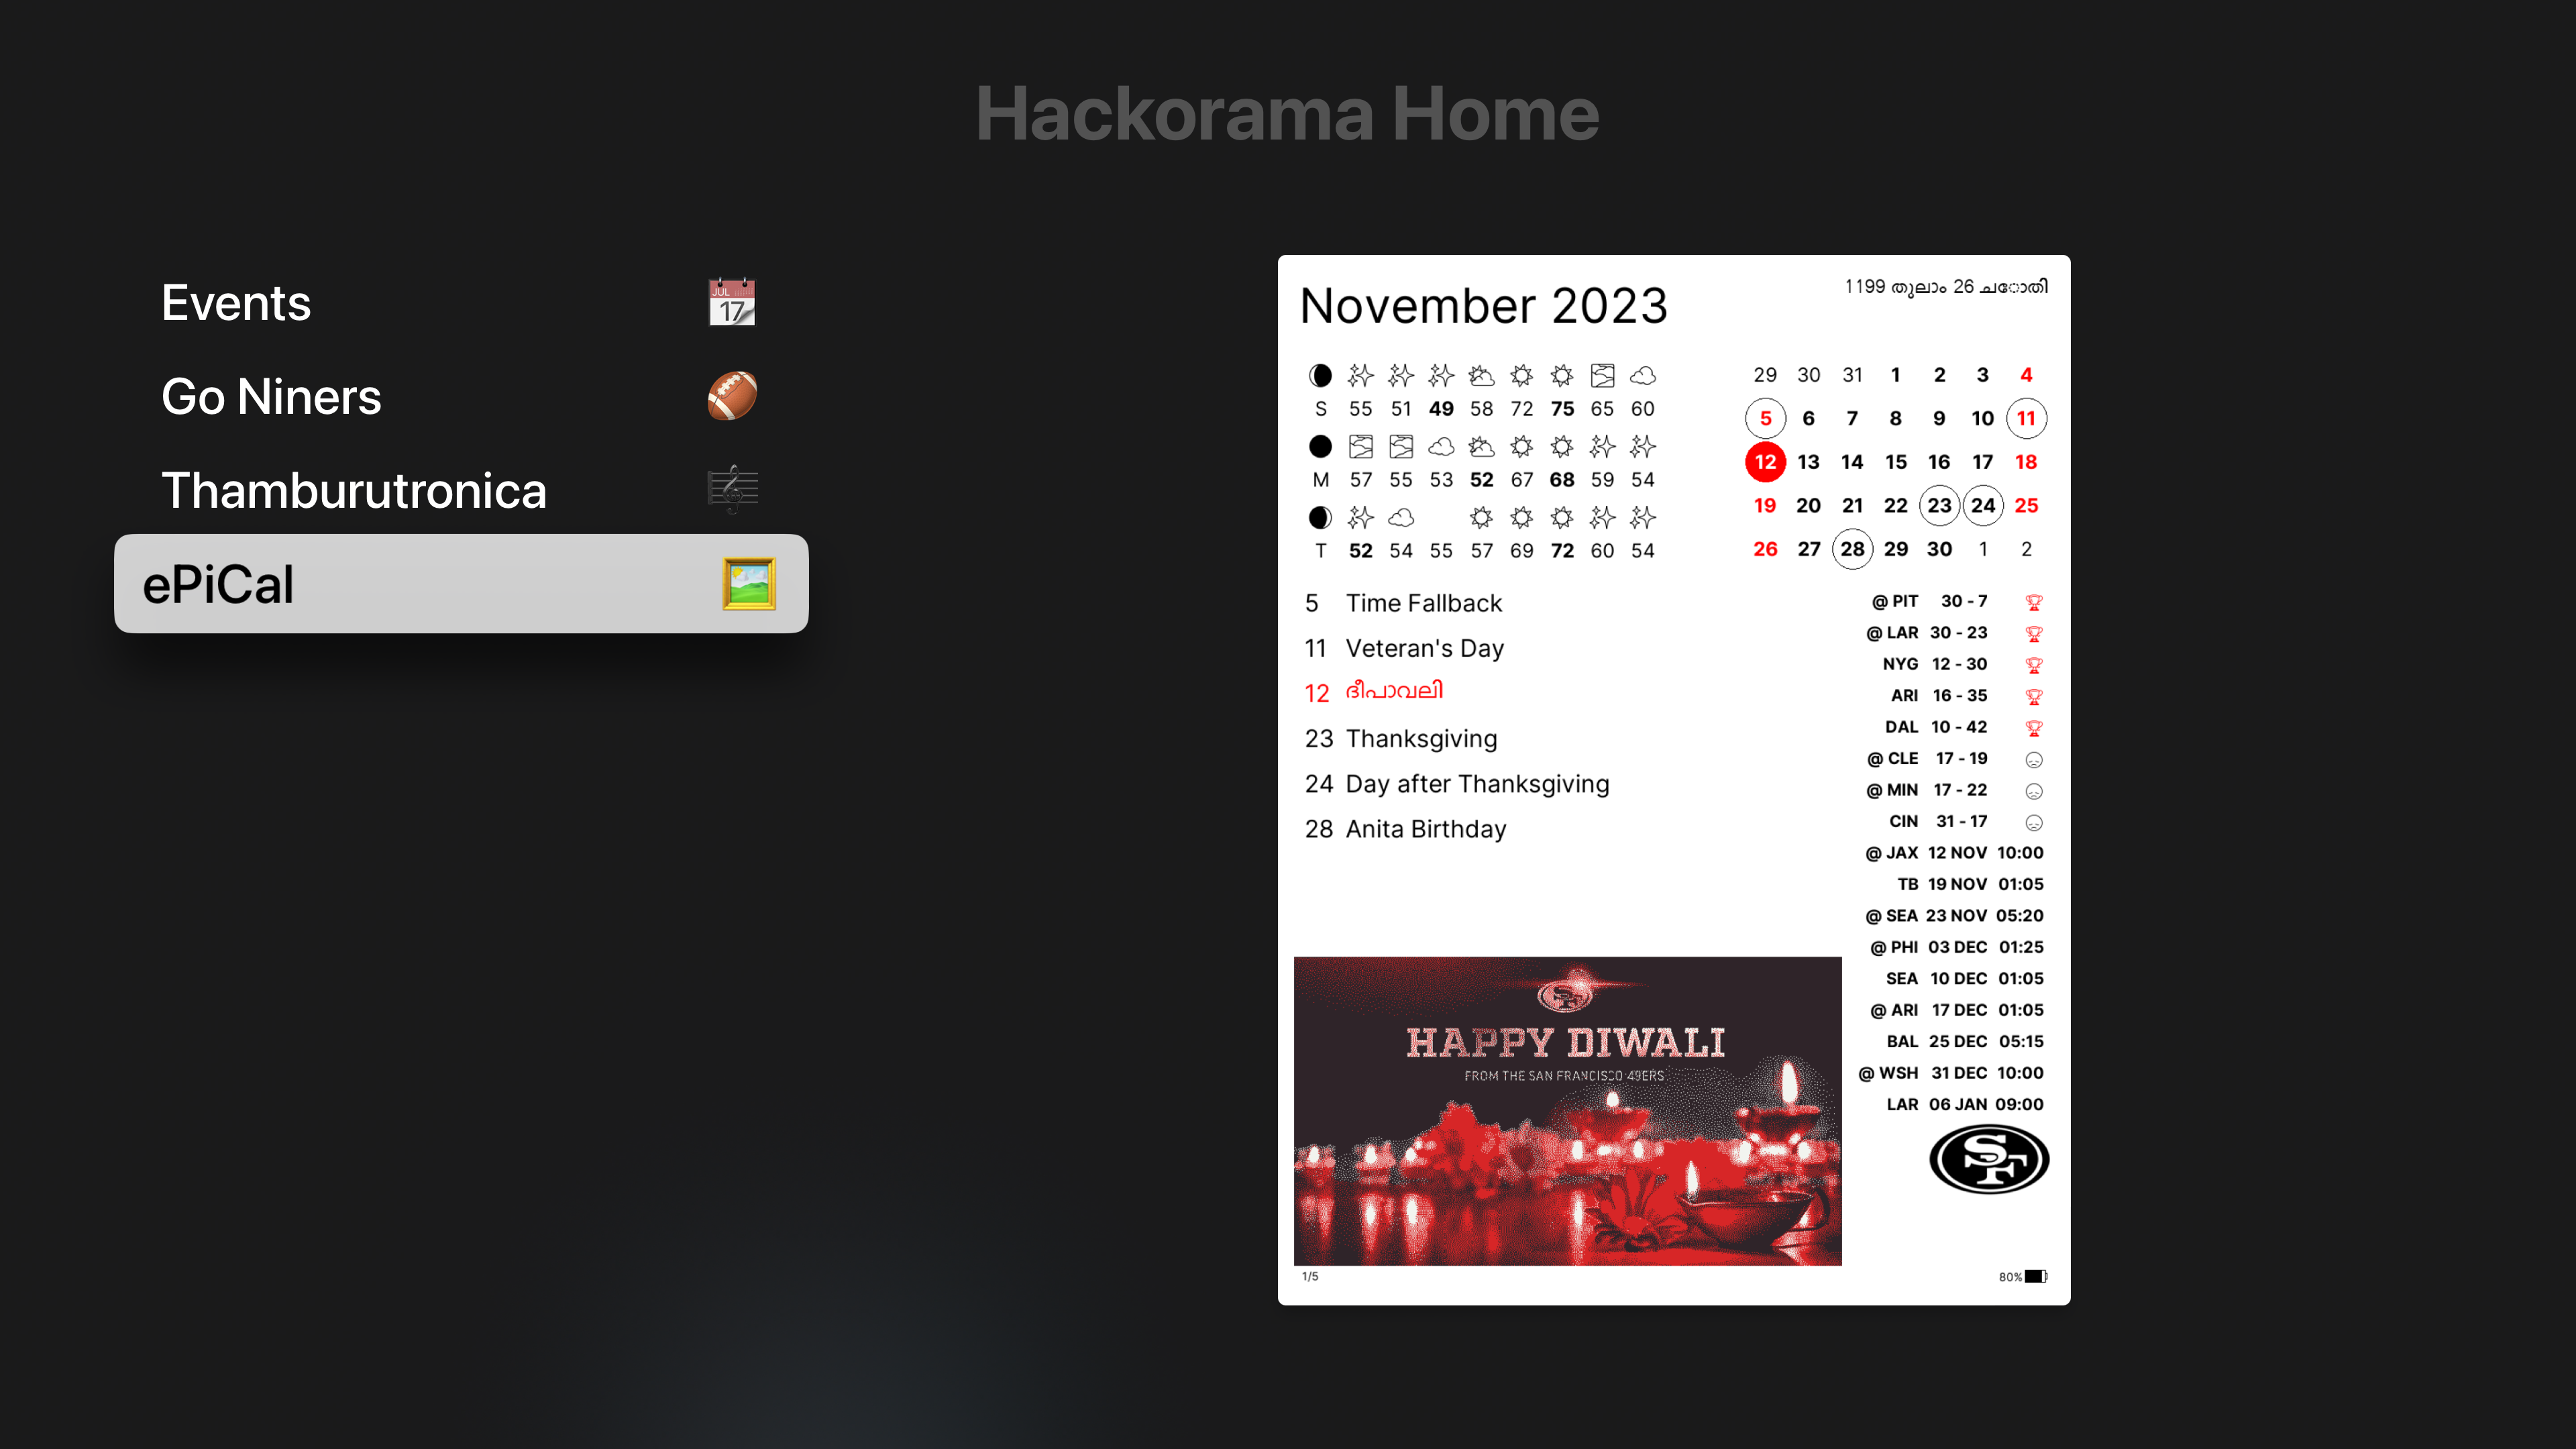 Hackorama Home
Events
JUL
17
Go Niners
Thamburutronica
ePiCal
November 2023
1199 തുലാം 26 ചോതി
S 55 51 49 58 72 75 65 60
M 57 55 53 52 67 68 59 54
T 52 54 55 57 69 72 60 54
29 30 31 1 2 3 4
5 6 7 8 9 10 11
12 13 14 15 16 17 18
19 20 21 22 23 24 25
26 27 28 29 30 1 2
5 Time Fallback
11 Veteran's Day
12 ദീപാവലി
23 Thanksgiving
24 Day after Thanksgiving
28 Anita Birthday
@ PIT 30 - 7
@ LAR 30 - 23
NYG 12 - 30
ARI 16 - 35
DAL 10 - 42
@ CLE 17 - 19
@ MIN 17 - 22
CIN 31 - 17
@ JAX 12 NOV 10:00
TB 19 NOV 01:05
@ SEA 23 NOV 05:20
@ PHI 03 DEC 01:25
SEA 10 DEC 01:05
@ ARI 17 DEC 01:05
BAL 25 DEC 05:15
@ WSH 31 DEC 10:00
LAR 06 JAN 09:00
SF
SF
HAPPY DIWALI
FROM THE SAN FRANCISCO 49ERS
1/5
80%